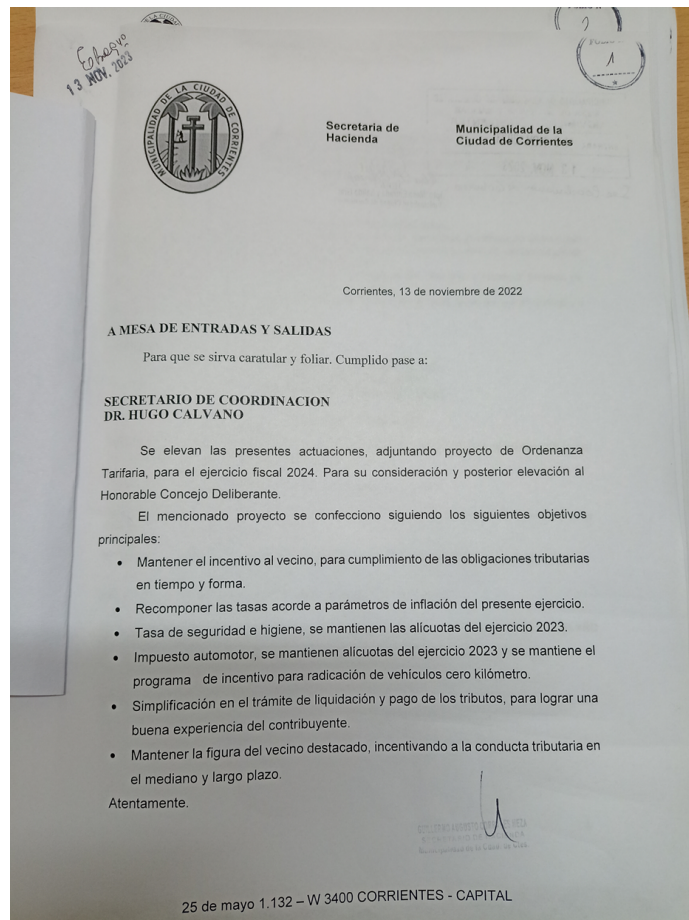 13 NOV. 2023
1
MUNICIPALIDAD DE LA CIUDAD DE CORRIENTES
Secretaria de
Hacienda
Municipalidad de la
Ciudad de Corrientes
Corrientes, 13 de noviembre de 2022
A MESA DE ENTRADAS Y SALIDAS
Para que se sirva caratular y foliar. Cumplido pase a:
SECRETARIO DE COORDINACION
DR. HUGO CALVANO
Se elevan las presentes actuaciones, adjuntando proyecto de Ordenanza
Tarifaria, para el ejercicio fiscal 2024. Para su consideración y posterior elevación al
Honorable Concejo Deliberante.
El mencionado proyecto se confecciono siguiendo los siguientes objetivos
principales:
• Mantener el incentivo al vecino, para cumplimiento de las obligaciones tributarias
en tiempo y forma.
• Recomponer las tasas acorde a parámetros de inflación del presente ejercicio.
• Tasa de seguridad e higiene, se mantienen las alícuotas del ejercicio 2023.
• Impuesto automotor, se mantienen alícuotas del ejercicio 2023 y se mantiene el
programa de incentivo para radicación de vehículos cero kilómetro.
• Simplificación en el trámite de liquidación y pago de los tributos, para lograr una
buena experiencia del contribuyente.
• Mantener la figura del vecino destacado, incentivando a la conducta tributaria en
el mediano y largo plazo.
Atentamente.
25 de mayo 1.132 – W 3400 CORRIENTES - CAPITAL